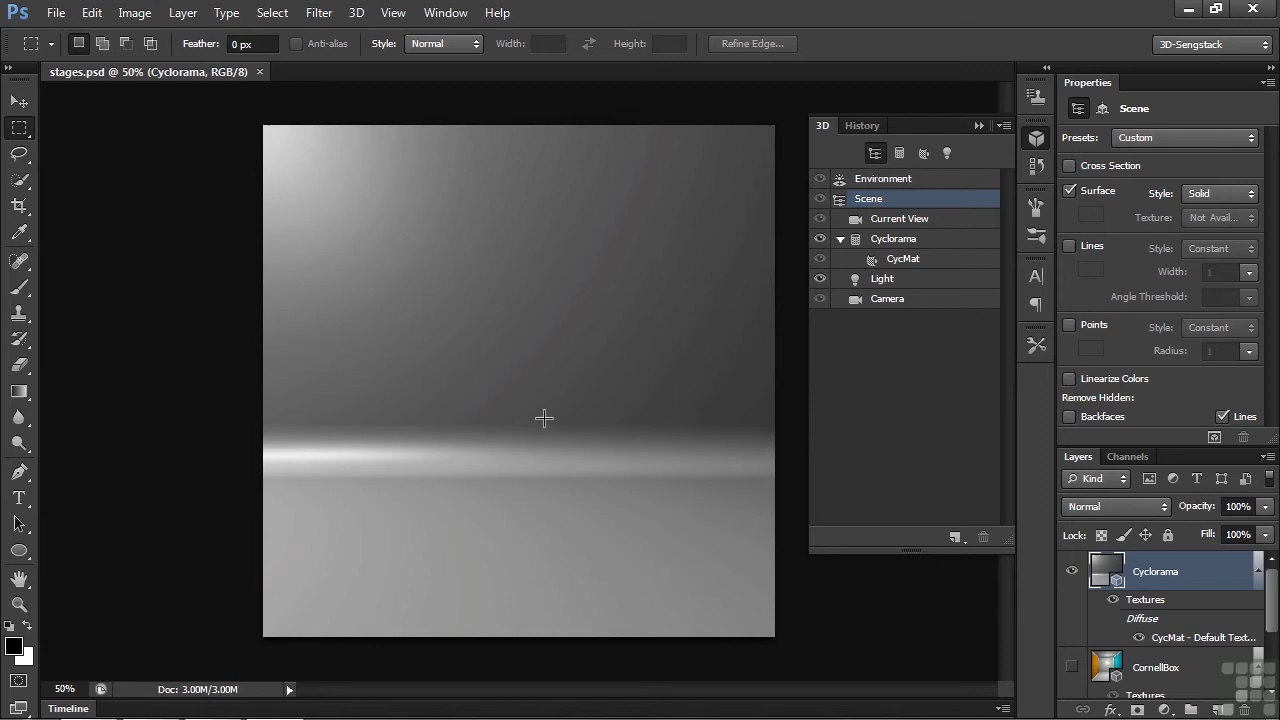 Ps File Edit Image Layer Type Select Filter 3D View Window Help
Feather: 0 px Anti-alias Style: Normal Width: Height: Refine Edge... 3D-Sengstack
stages.psd @ 50% (Cyclorama, RGB/8) ×
3D History
Environment
Scene
Current View
Cyclorama
CycMat
Light
Camera
Properties
Scene
Presets: Custom
Cross Section
Surface Style: Solid
Texture: Not Avail...
Lines Style: Constant
Width: 1
Angle Threshold:
Points Style: Constant
Radius: 1
Linearize Colors
Remove Hidden:
Backfaces Lines
Layers Channels
Kind
Normal Opacity: 100%
Lock: Fill: 100%
Cyclorama
Textures
Diffuse
CycMat - Default Text...
CornellBox
Textures
50% Doc: 3.00M/3.00M
Timeline